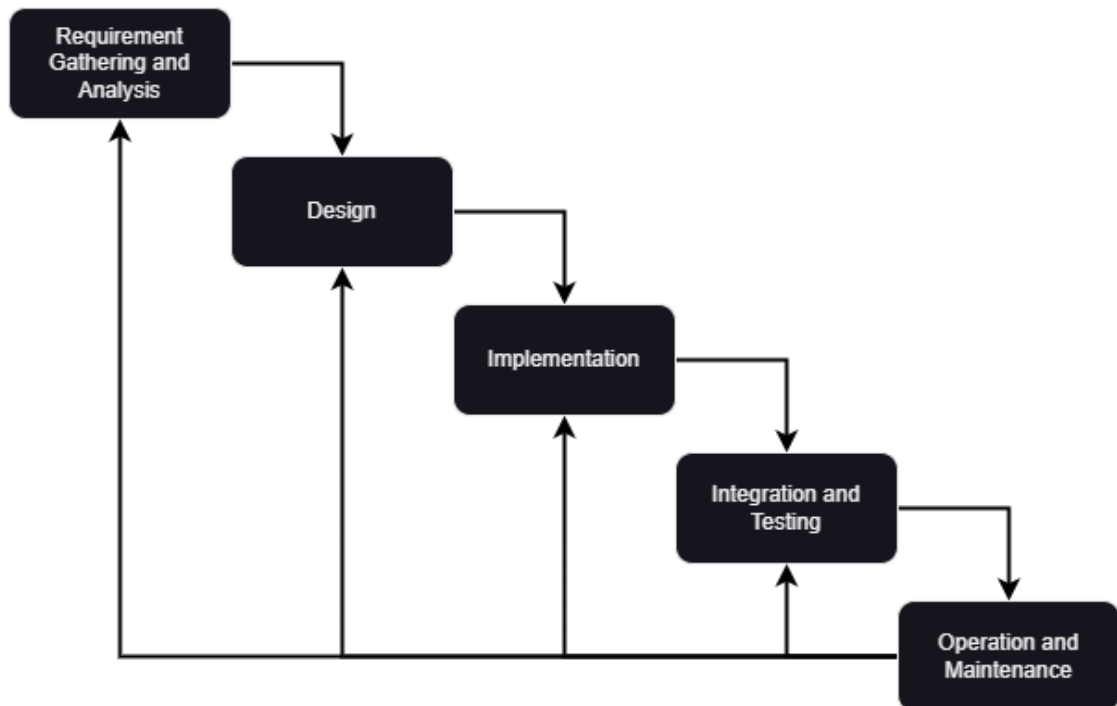 Requirement
Gathering and
Analysis
Design
Implementation
Integration and
Testing
Operation and
Maintenance